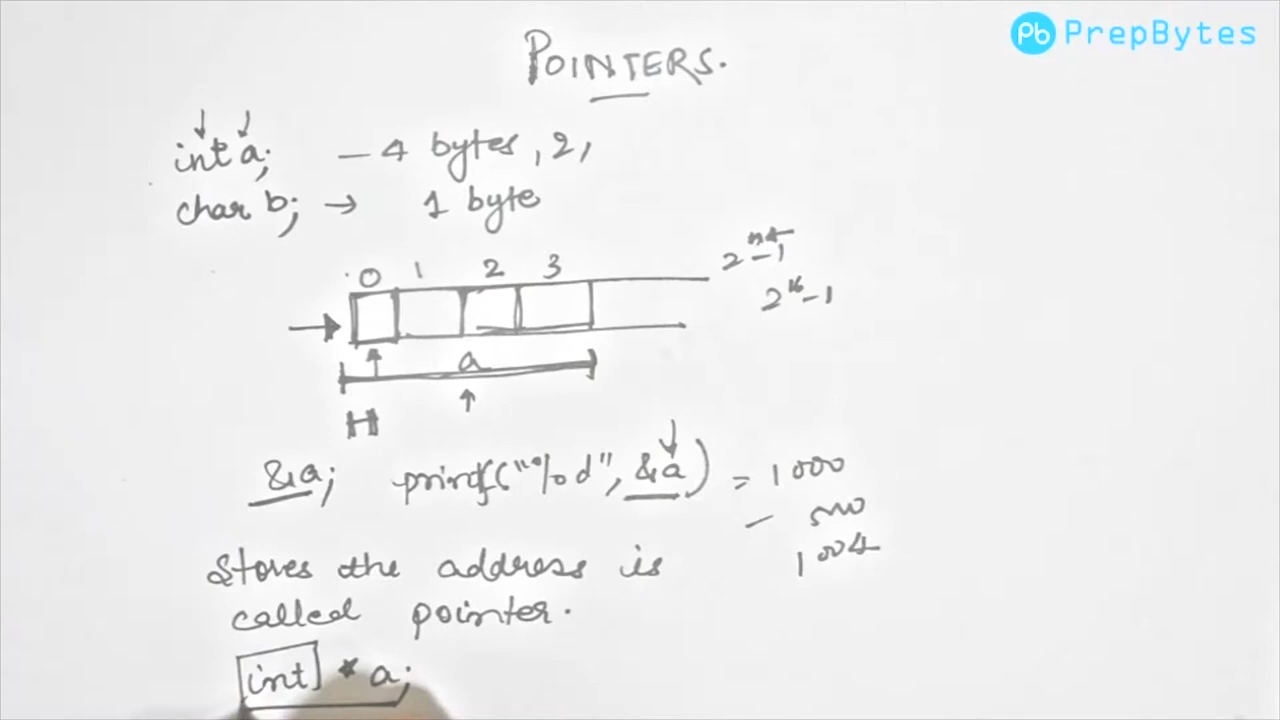 Pb PrepBytes
POINTERS.
int a; — 4 bytes, 2,
char b; → 1 byte
0 1 2 3
2^16-1
a
H
&a; printf("%d", &a) = 1000
1004
Stores the address is
called pointer.
int * a;